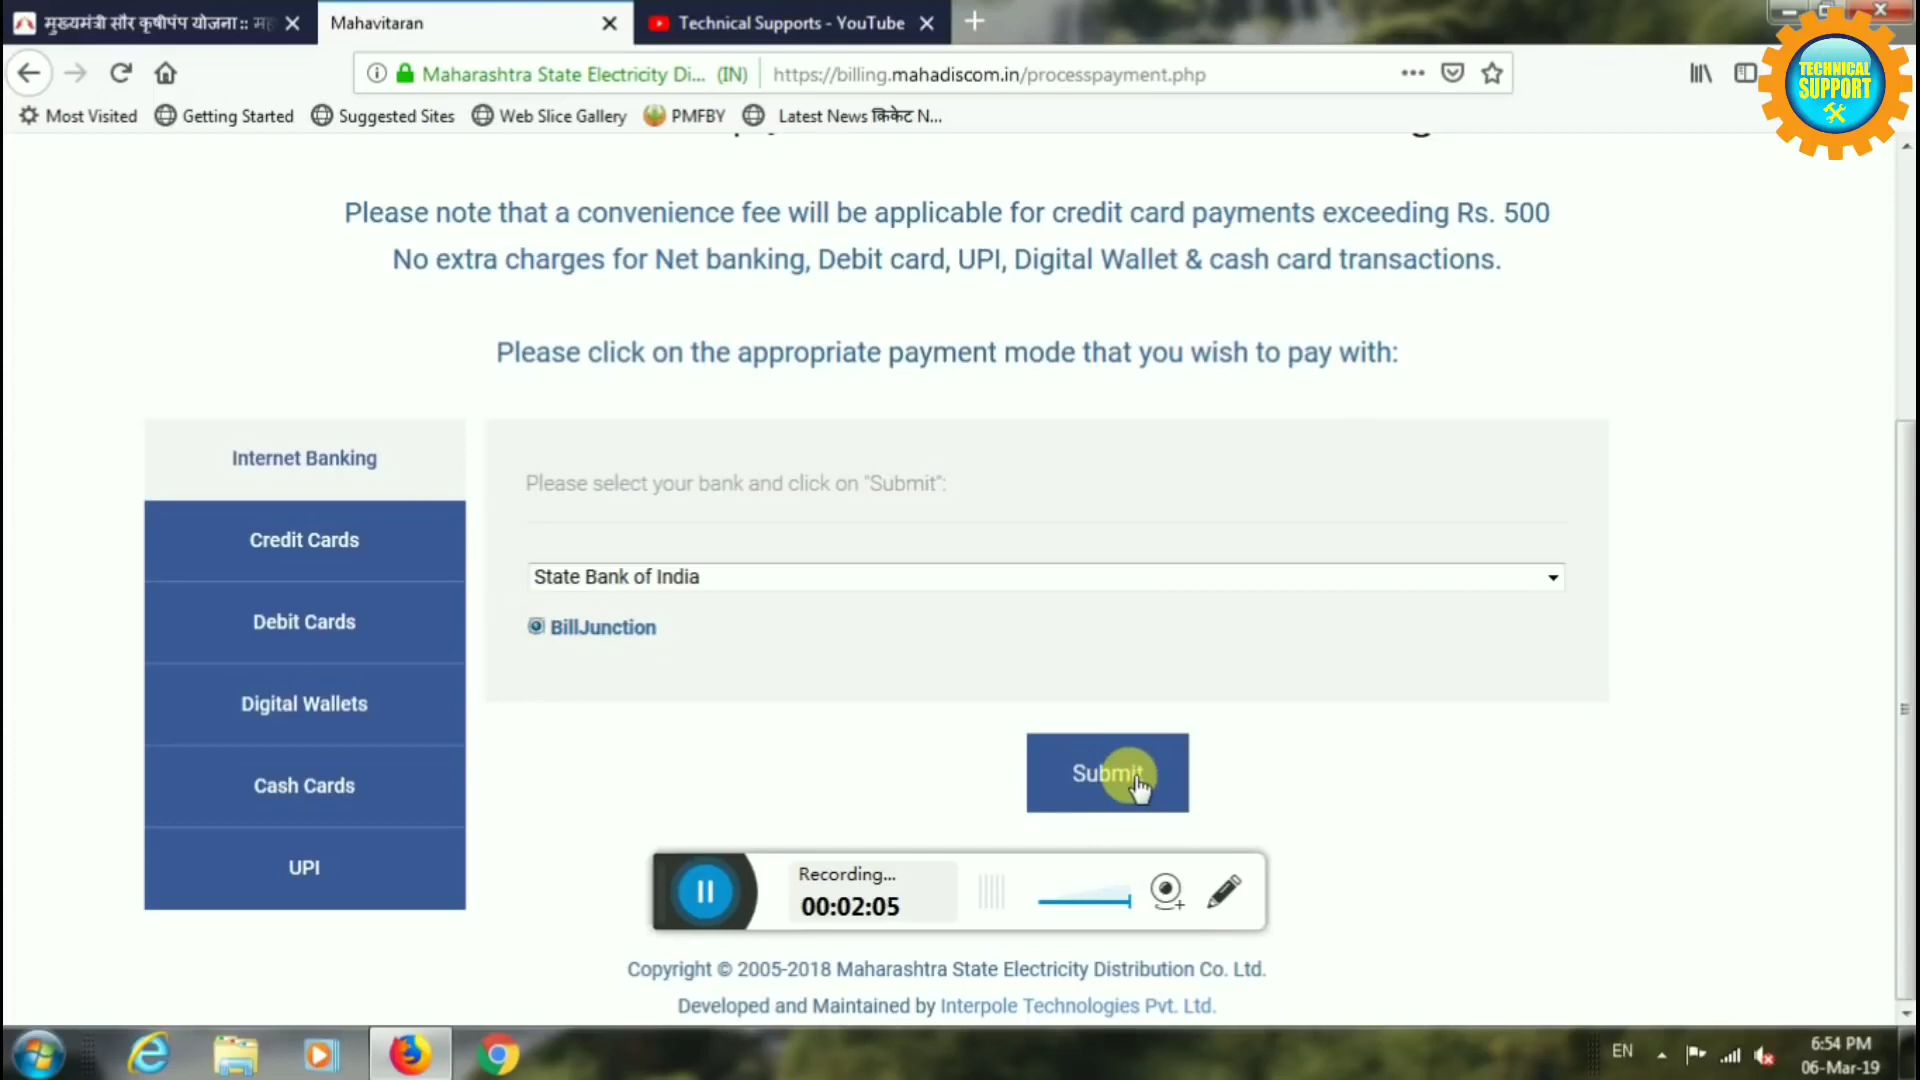 मुख्यमंत्री सौर कृषीपंप योजना :: मह
Mahavitaran
Technical Supports - YouTube
Maharashtra State Electricity Di... (IN)
https://billing.mahadiscom.in/processpayment.php
TECHNICAL
SUPPORT
Most Visited
Getting Started
Suggested Sites
Web Slice Gallery
PMFBY
Latest News क्रिकेट N...
Please note that a convenience fee will be applicable for credit card payments exceeding Rs. 500
No extra charges for Net banking, Debit card, UPI, Digital Wallet & cash card transactions.
Please click on the appropriate payment mode that you wish to pay with:
Internet Banking
Credit Cards
Debit Cards
Digital Wallets
Cash Cards
UPI
Please select your bank and click on "Submit":
State Bank of India
BillJunction
Submit
Recording...
00:02:05
Copyright © 2005-2018 Maharashtra State Electricity Distribution Co. Ltd.
Developed and Maintained by Interpole Technologies Pvt. Ltd.
EN
6:54 PM
06-Mar-19